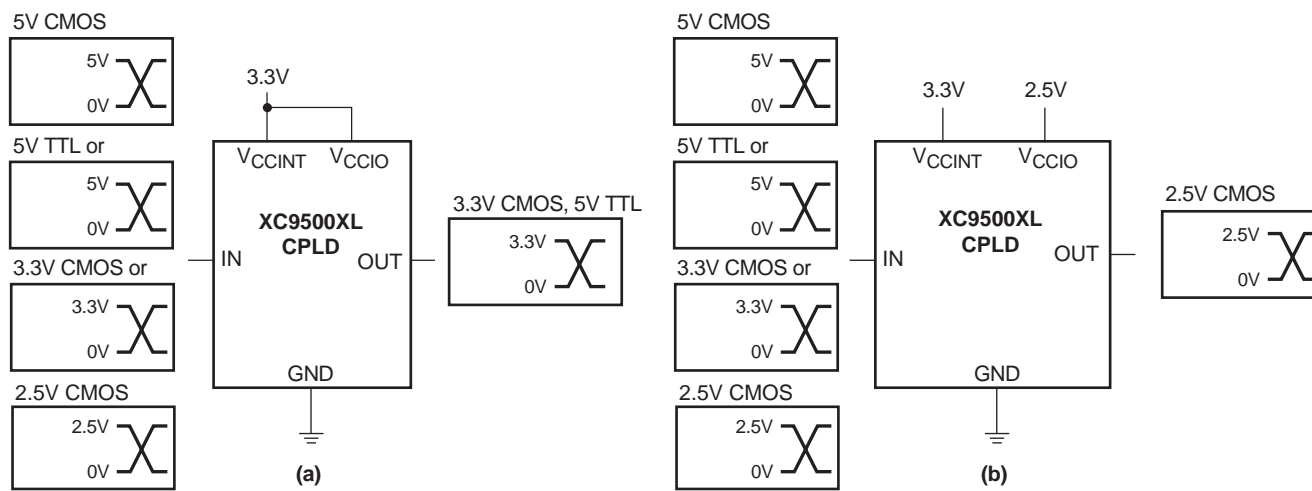 5V CMOS
5V
0V
5V TTL or
5V
0V
3.3V CMOS or
3.3V
0V
2.5V CMOS
2.5V
0V
3.3V
VCCINT VCCIO
XC9500XL
CPLD
IN
OUT
GND
3.3V CMOS, 5V TTL
3.3V
0V
(a)
5V CMOS
5V
0V
5V TTL or
5V
0V
3.3V CMOS or
3.3V
0V
2.5V CMOS
2.5V
0V
3.3V 2.5V
VCCINT VCCIO
XC9500XL
CPLD
IN
OUT
GND
2.5V CMOS
2.5V
0V
(b)